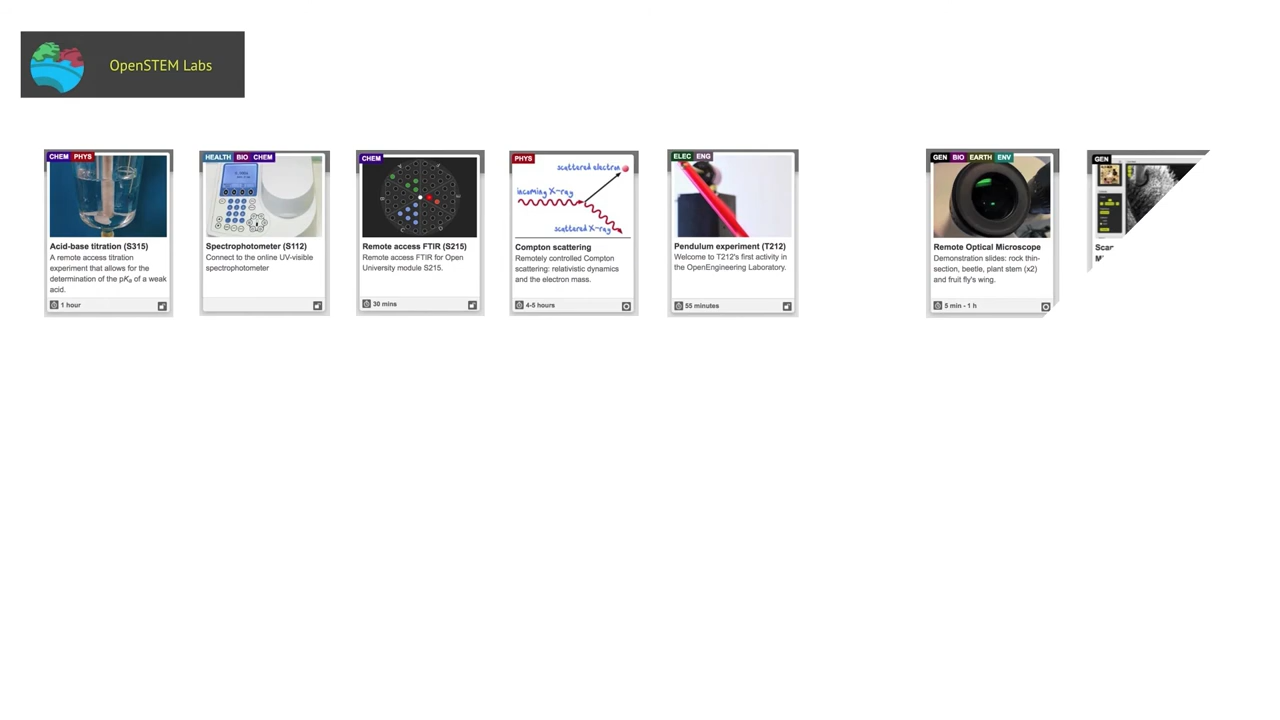 OpenSTEM Labs
CHEM PHYS
Acid-base titration (S315)
A remote access titration
experiment that allows for the
determination of the pKa of a weak
acid.
1 hour
HEALTH BIO CHEM
Spectrophotometer (S112)
Connect to the online UV-visible
spectrophotometer
CHEM
Remote access FTIR (S215)
Remote access FTIR for Open
University module S215.
30 mins
PHYS
scattered electron
incoming X-ray
scattered X-ray
Compton scattering
Remotely controlled Compton
scattering: relativistic dynamics
and the electron mass.
4-5 hours
ELEC ENG
Pendulum experiment (T212)
Welcome to T212's first activity in
the OpenEngineering Laboratory.
55 minutes
GEN BIO EARTH ENV
Remote Optical Microscope
Demonstration slides: rock thin-
section, beetle, plant stem (x2)
and fruit fly's wing.
5 min - 1 h
GEN